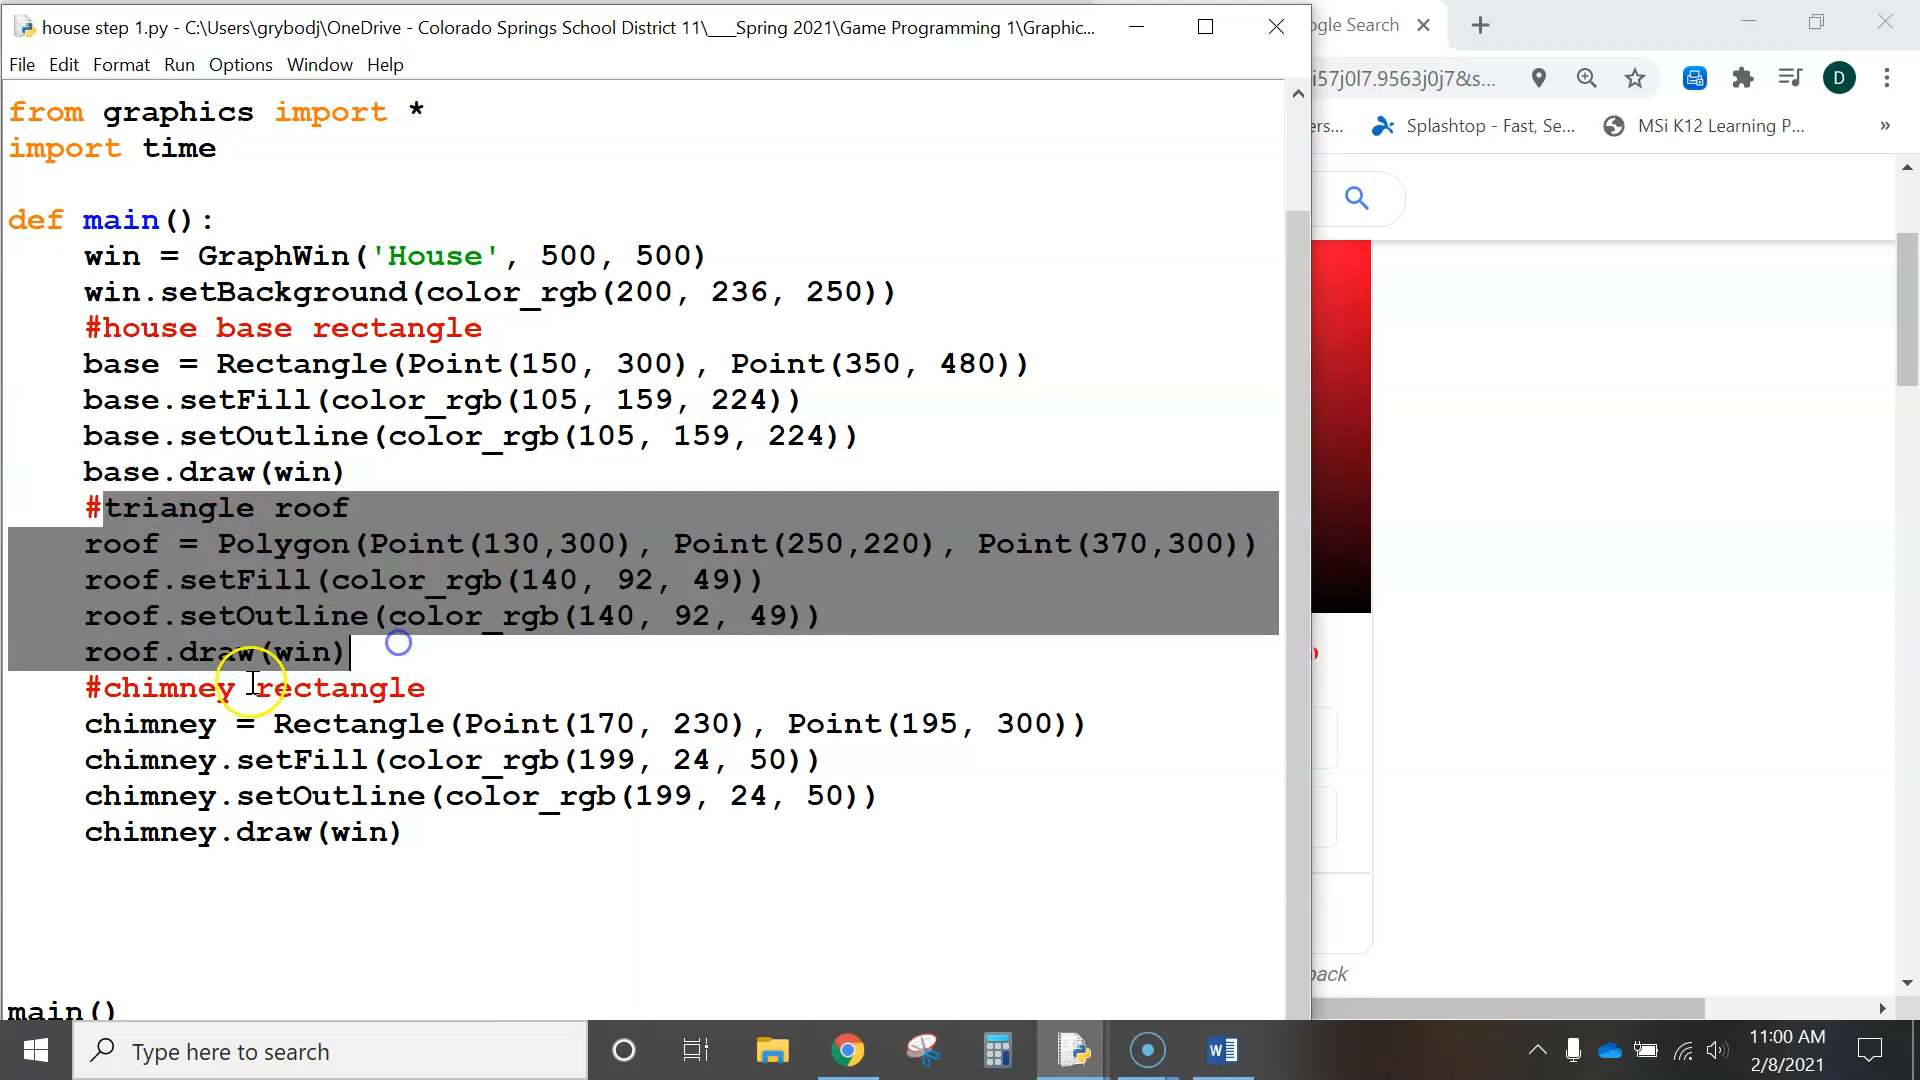 house step 1.py - C:\Users\grybodj\OneDrive - Colorado Springs School District 11\___Spring 2021\Game Programming 1\Graphic...
File Edit Format Run Options Window Help
from graphics import *
import time
def main():
win = GraphWin('House', 500, 500)
win.setBackground(color_rgb(200, 236, 250))
#house base rectangle
base = Rectangle(Point(150, 300), Point(350, 480))
base.setFill(color_rgb(105, 159, 224))
base.setOutline(color_rgb(105, 159, 224))
base.draw(win)
#triangle roof
roof = Polygon(Point(130,300), Point(250,220), Point(370,300))
roof.setFill(color_rgb(140, 92, 49))
roof.setOutline(color_rgb(140, 92, 49))
roof.draw(win)
#chimney rectangle
chimney = Rectangle(Point(170, 230), Point(195, 300))
chimney.setFill(color_rgb(199, 24, 50))
chimney.setOutline(color_rgb(199, 24, 50))
chimney.draw(win)
main()
ogle Search
i57j0l7.9563j0j7&s...
D
ers... Splashtop - Fast, Se... MSi K12 Learning P... »
back
Type here to search
11:00 AM
2/8/2021